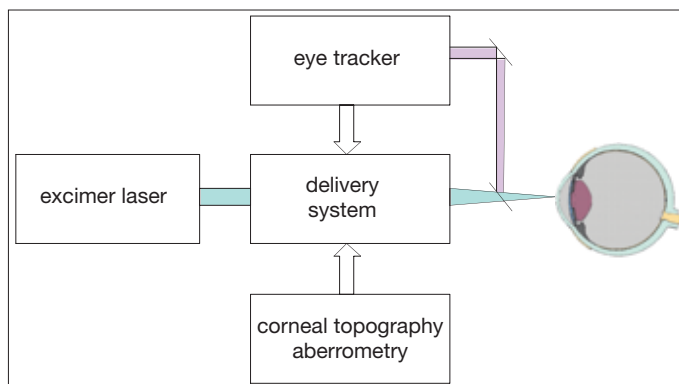 eye tracker
excimer laser
delivery
system
corneal topography
aberrometry